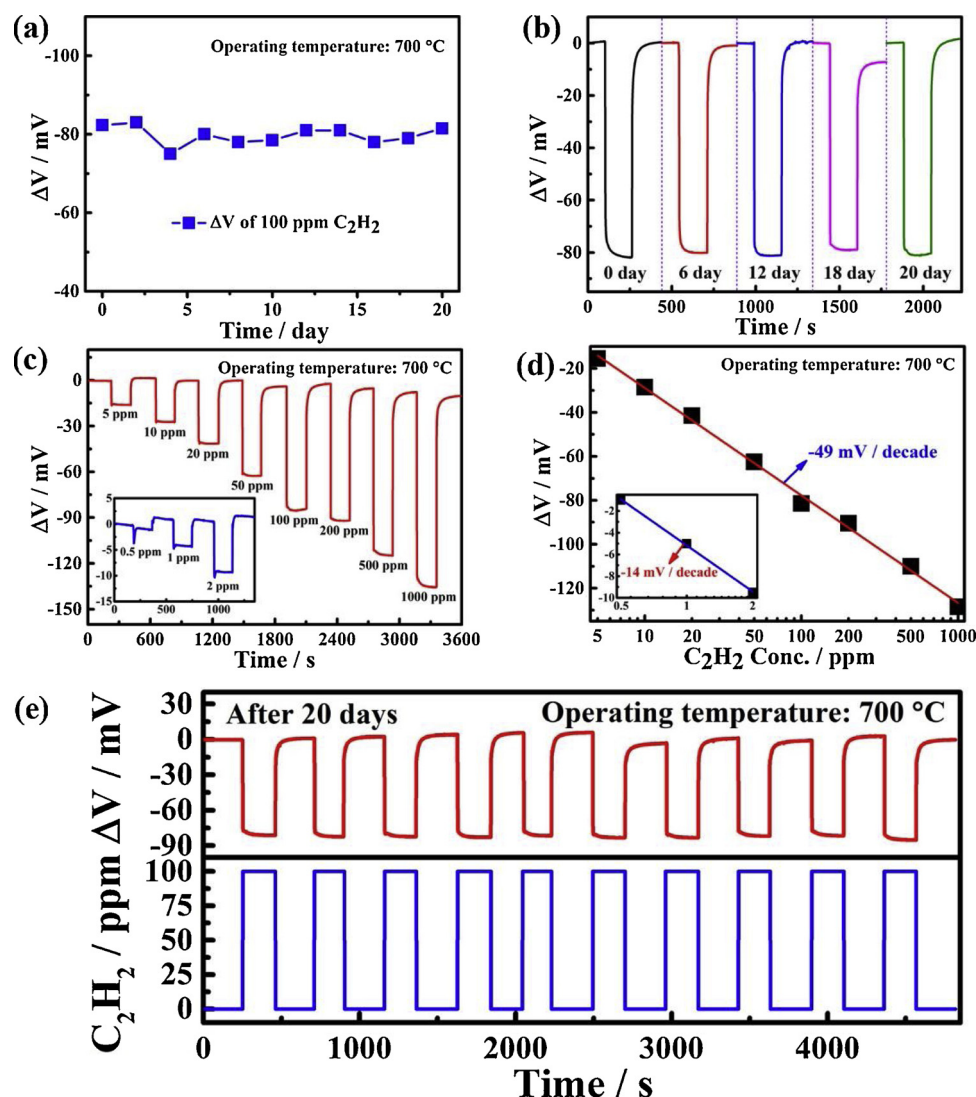 (a)
Operating temperature: 700 °C
-100
-80
-60
-40
ΔV / mV
ΔV of 100 ppm C₂H₂
0 5 10 15 20
Time / day
(b)
0
-20
-40
-60
-80
ΔV / mV
0 day 6 day 12 day 18 day 20 day
0 500 1000 1500 2000
Time / s
(c)
Operating temperature: 700 °C
0
-30
-60
-90
-120
-150
ΔV / mV
5 ppm
10 ppm
20 ppm
50 ppm
100 ppm
200 ppm
500 ppm
1000 ppm
5
0
-5
-10
-15
0.5 ppm
1 ppm
2 ppm
0 500 1000
0 600 1200 1800 2400 3000 3600
Time / s
(d)
Operating temperature: 700 °C
-20
-40
-60
-80
-100
-120
ΔV / mV
-49 mV / decade
0
-2
-4
-6
-8
-10
-14 mV / decade
0.5 1 2
5 10 20 50 100 200 500 1000
C₂H₂ Conc. / ppm
(e)
After 20 days
Operating temperature: 700 °C
30
0
-30
-60
-90
ΔV / mV
100
75
50
25
0
C₂H₂ / ppm
0 1000 2000 3000 4000
Time / s